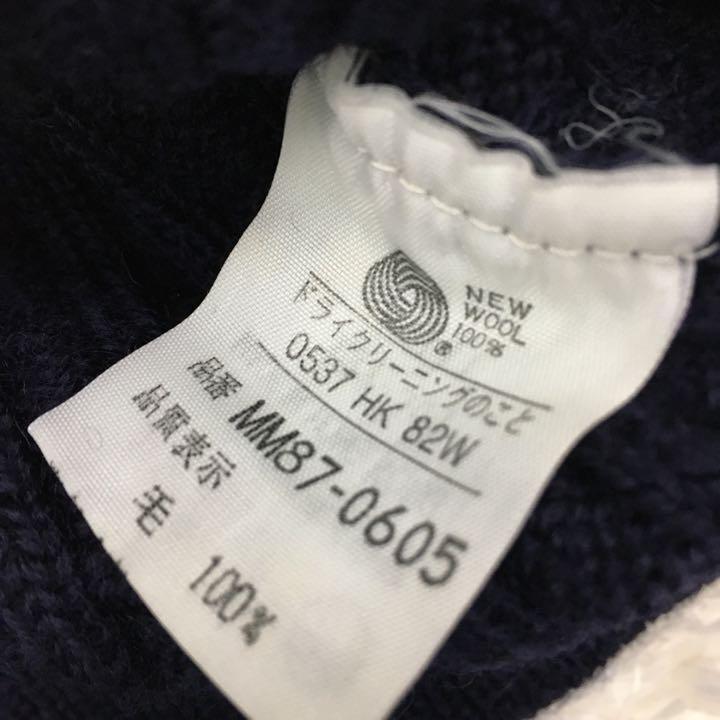 NEW
WOOL
100%
®
ドライクリーニングのこと
0537 HK 82W
品番 MM87-0605
品質表示
毛 100%